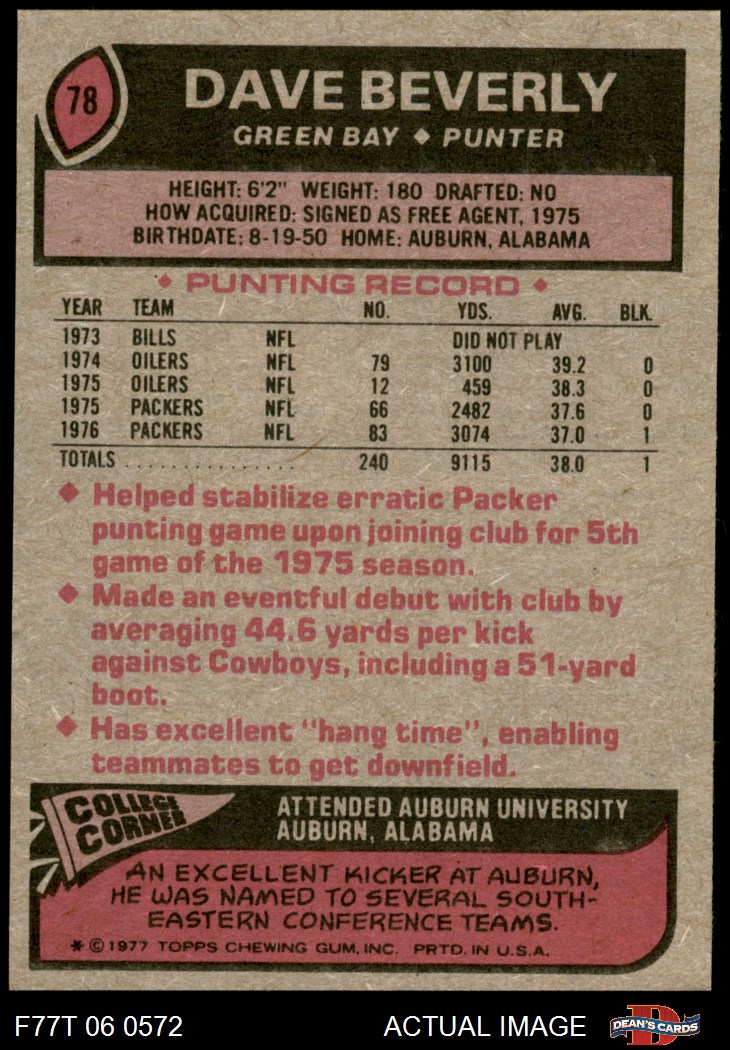 78
DAVE BEVERLY
GREEN BAY ◆ PUNTER
HEIGHT: 6'2" WEIGHT: 180 DRAFTED: NO
HOW ACQUIRED: SIGNED AS FREE AGENT, 1975
BIRTHDATE: 8-19-50 HOME: AUBURN, ALABAMA
◆ PUNTING RECORD ◆
YEAR TEAM NO. YDS. AVG. BLK.
1973 BILLS NFL DID NOT PLAY
1974 OILERS NFL 79 3100 39.2 0
1975 OILERS NFL 12 459 38.3 0
1975 PACKERS NFL 66 2482 37.6 0
1976 PACKERS NFL 83 3074 37.0 1
TOTALS . . . . . . . . . . . . . . . 240 9115 38.0 1
◆ Helped stabilize erratic Packer
punting game upon joining club for 5th
game of the 1975 season.
◆ Made an eventful debut with club by
averaging 44.6 yards per kick
against Cowboys, including a 51-yard
boot.
◆ Has excellent "hang time", enabling
teammates to get downfield.
COLLEGE
CORNER
ATTENDED AUBURN UNIVERSITY
AUBURN, ALABAMA
AN EXCELLENT KICKER AT AUBURN,
HE WAS NAMED TO SEVERAL SOUTH-
EASTERN CONFERENCE TEAMS.
* © 1977 TOPPS CHEWING GUM, INC. PRTD. IN U.S.A.
F77T 06 0572 ACTUAL IMAGE
D
DEAN'S CARDS